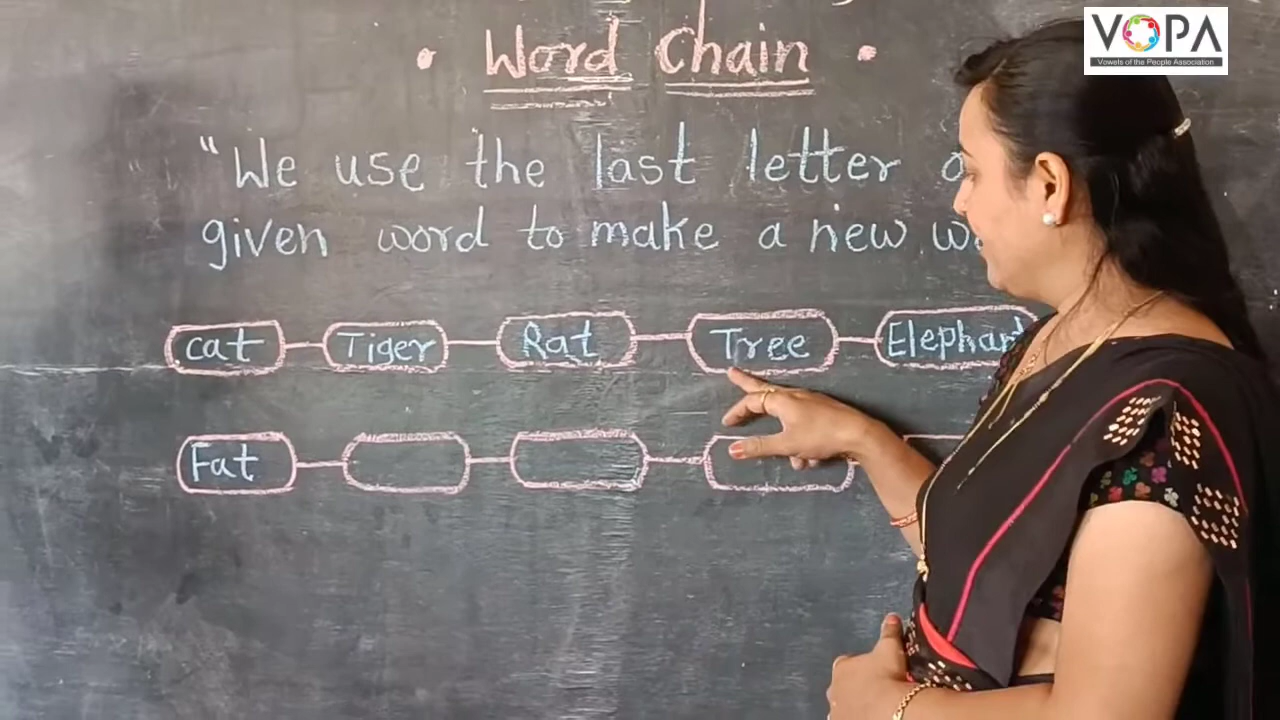 VOPA
Vowels of the People Association
• Word Chain •
"We use the last letter
given word to make a new
cat Tiger Rat Tree Elephant
Fat